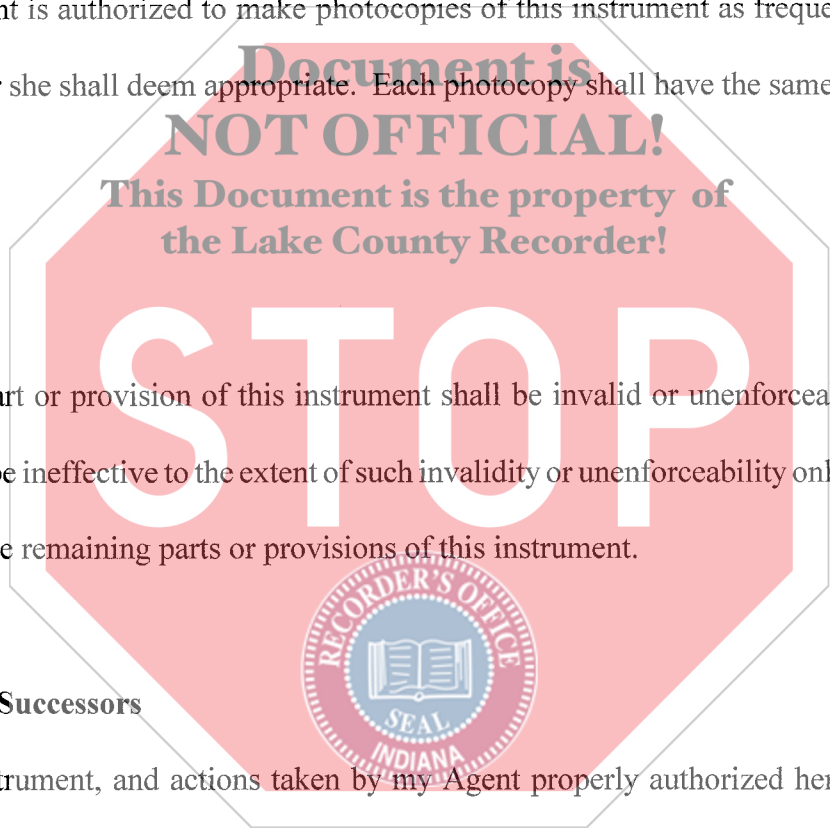 nt is authorized to make photocopies of this instrument as freque
Document is
r she shall deem appropriate. Each photocopy shall have the same
NOT OFFICIAL!
This Document is the property of
the Lake County Recorder!
STOP
art or provision of this instrument shall be invalid or unenforcea
be ineffective to the extent of such invalidity or unenforceability onl
e remaining parts or provisions of this instrument.
RECORDER'S OFFICE
SEAL
INDIANA
Successors
trument, and actions taken by my Agent properly authorized her